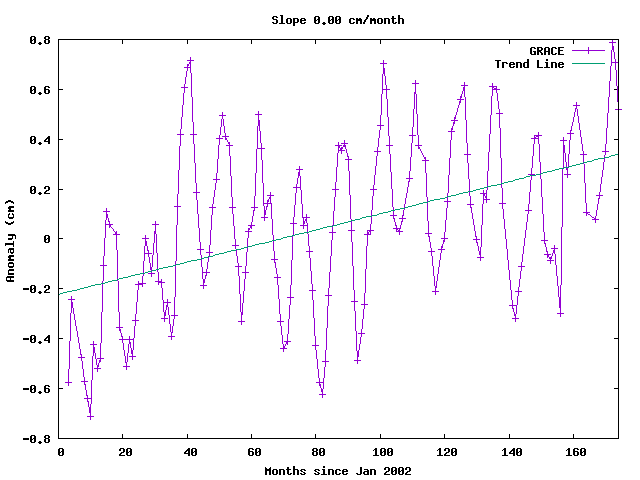 Slope 0.00 cm/month
GRACE
Trend Line
0.8
0.6
0.4
0.2
0
-0.2
-0.4
-0.6
-0.8
Anomaly (cm)
0 20 40 60 80 100 120 140 160
Months since Jan 2002